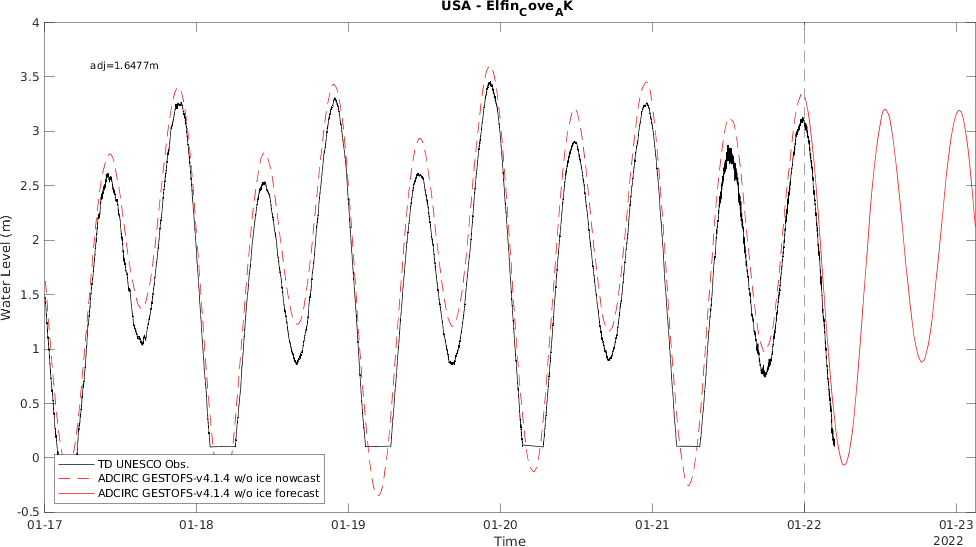 USA - ElfinCoveAK
adj=1.6477m
4
3.5
3
2.5
2
1.5
1
0.5
0
-0.5
Water Level (m)
TD UNESCO Obs.
ADCIRC GESTOFS-v4.1.4 w/o ice nowcast
ADCIRC GESTOFS-v4.1.4 w/o ice forecast
01-17 01-18 01-19 01-20 01-21 01-22 01-23
Time
2022